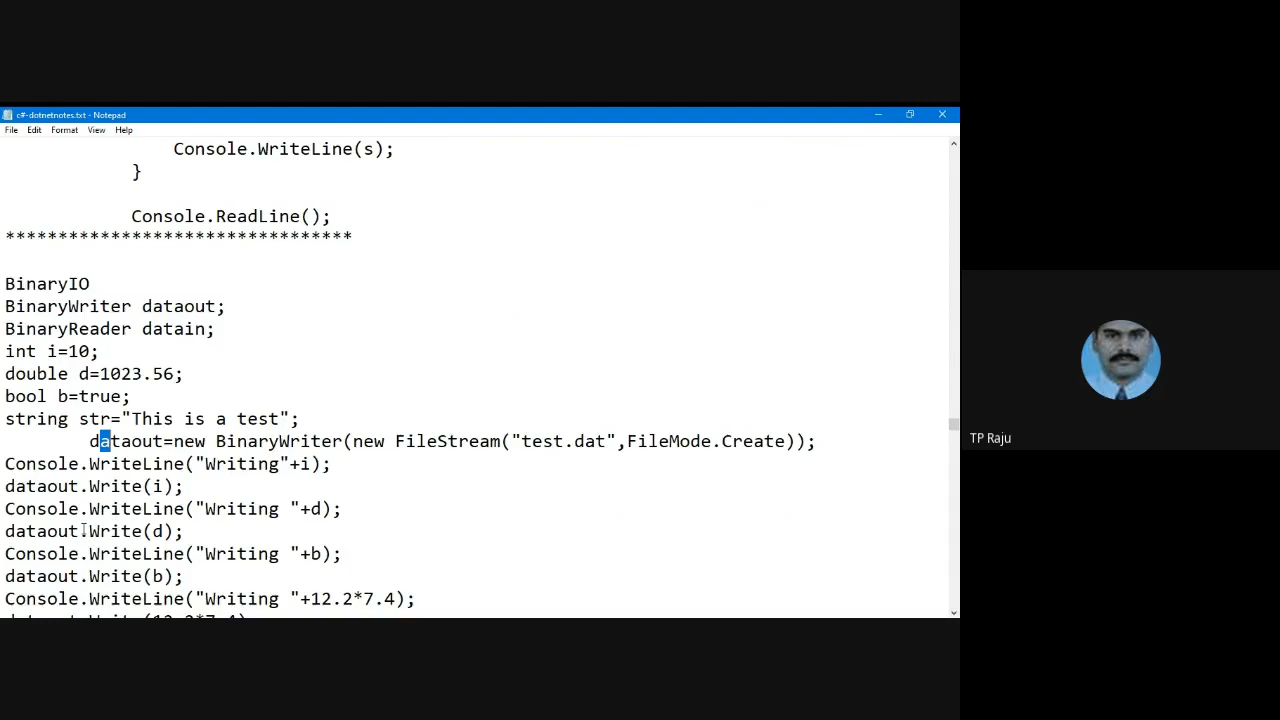 c#-dotnetnotes.txt - Notepad
File Edit Format View Help
Console.WriteLine(s);
}
Console.ReadLine();
*********************************
BinaryIO
BinaryWriter dataout;
BinaryReader datain;
int i=10;
double d=1023.56;
bool b=true;
string str="This is a test";
dataout=new BinaryWriter(new FileStream("test.dat",FileMode.Create));
Console.WriteLine("Writing"+i);
dataout.Write(i);
Console.WriteLine("Writing "+d);
dataout.Write(d);
Console.WriteLine("Writing "+b);
dataout.Write(b);
Console.WriteLine("Writing "+12.2*7.4);
TP Raju